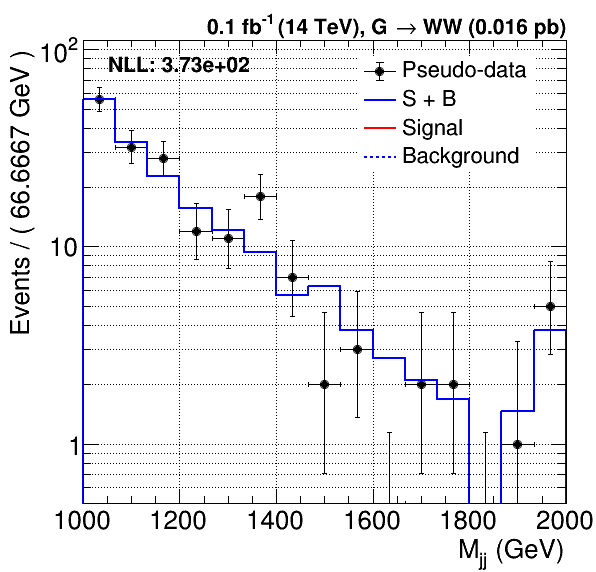 0.1 fb⁻¹ (14 TeV), G → WW (0.016 pb)
NLL: 3.73e+02
Pseudo-data
S + B
Signal
Background
Events / ( 66.6667 GeV )
10²
10
1
1000 1200 1400 1600 1800 2000
M_jj (GeV)